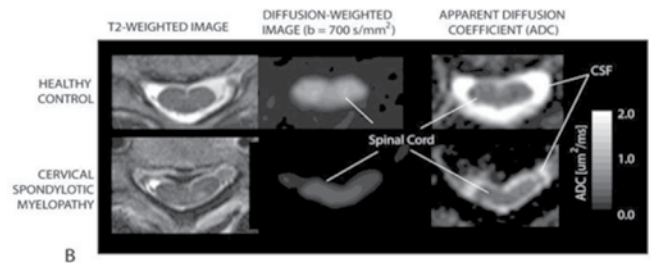 T2-WEIGHTED IMAGE
DIFFUSION-WEIGHTED
IMAGE (b = 700 s/mm²)
APPARENT DIFFUSION
COEFFICIENT (ADC)
HEALTHY
CONTROL
CSF
Spinal Cord
2.0
1.0
0.0
ADC [um²/ms]
CERVICAL
SPONDYLOTIC
MYELOPATHY
B